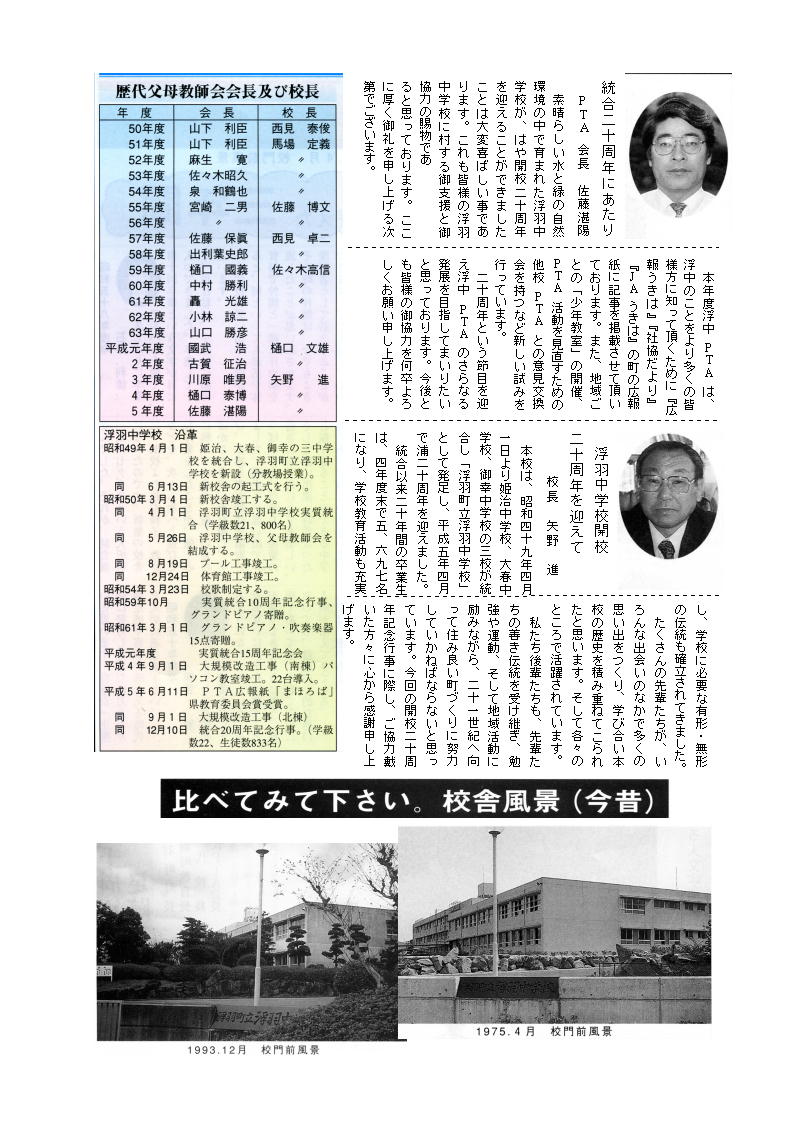 統合二十周年にあたり
ＰＴＡ 会長　佐藤湛陽
素晴らしい水と緑の自然
環境の中で育まれた浮羽中
学校が、はや開校二十周年
を迎えることができました
ことは大変喜ばしい事であ
ります。これも皆様の浮羽
中学校に対する御支援と御
協力の賜物であ
ると思っております。ここ
に厚く御礼を申し上げる次
第でございます。
本年度浮中 ＰＴＡ は、
浮中のことをより多くの皆
様方に知って頂くために『広
報うきは』『社協だより』
『ＪＡ うきは』の町の広報
紙に記事を掲載させて頂い
ております。また、地域ご
との「少年教室」の開催、
ＰＴＡ 活動を見直すための
他校 ＰＴＡ との意見交換
会を持つなど新しい試みを
行っています。
二十周年という節目を迎
え浮中 ＰＴＡ のさらなる
発展を目指してまいりたい
と思っております。今後と
も皆様の御協力を何卒よろ
しくお願い申し上げます。
浮羽中学校開校
二十周年を迎えて
校長　矢野　進
本校は、昭和四十九年四月
一日より姫治中学校、大春中
学校、御幸中学校の三校が統
合し「浮羽町立浮羽中学校」
として発足し、平成五年四月
で浦二十周年を迎えました。
統合以来二十年間の卒業生
は、四年度末で五、六九七名
になり、学校教育活動も充実
し、学校に必要な有形・無形
の伝統も確立されてきました。
たくさんの先輩たちが、い
ろんな出会いのなかで多くの
思い出をつくり、学び合い本
校の歴史を積み重ねてこられ
たと思います。そして各々の
ところで活躍されています。
私たち後輩たちも、先輩た
ちの善き伝統を受け継ぎ、勉
強や運動、そして地域活動に
励みながら、二十一世紀へ向
って住み良い町づくりに努力
していかねばならないと思っ
ています。今回の開校二十周
年記念行事に際し、ご協力戴
いた方々に心から感謝申し上
げます。
歴代父母教師会会長及び校長
年　度　会　長　校　長
50年度　山下　利臣　西見　泰俊
51年度　山下　利臣　馬場　定義
52年度　麻生　寛　〃
53年度　佐々木昭久　〃
54年度　泉　和鶴也　〃
55年度　宮崎　二男　佐藤　博文
56年度　〃　〃
57年度　佐藤　保眞　西見　卓二
58年度　出利葉史郎　〃
59年度　樋口　國義　佐々木高信
60年度　中村　勝利　〃
61年度　轟　光雄　〃
62年度　小林　諒二　〃
63年度　山口　勝彦　〃
平成元年度　國武　浩　樋口　文雄
2年度　古賀　征治　〃
3年度　川原　唯男　矢野　進
4年度　樋口　泰博　〃
5年度　佐藤　湛陽　〃
浮羽中学校　沿革
昭和49年4月1日　姫治、大春、御幸の三中学
校を統合し、浮羽町立浮羽中
学校を新設（分教場授業）。
同　6月13日　新校舎の起工式を行う。
昭和50年3月4日　新校舎竣工する。
同　4月1日　浮羽町立浮羽中学校実質統
合（学級数21、800名）
同　5月26日　浮羽中学校、父母教師会を
結成する。
同　8月19日　プール工事竣工。
同　12月24日　体育館工事竣工。
昭和54年3月23日　校歌制定する。
昭和59年10月　実質統合10周年記念行事、
グランドピアノ寄贈。
昭和61年3月1日　グランドピアノ・吹奏楽器
15点寄贈。
平成元年度　実質統合15周年記念会
平成4年9月1日　大規模改造工事（南棟）パ
ソコン教室竣工。22台導入。
平成5年6月11日　ＰＴＡ広報紙「まほろば」
県教育委員会賞受賞。
同　9月1日　大規模改造工事（北棟）
同　12月10日　統合20周年記念行事。（学級
数22、生徒数833名）
比べてみて下さい。校舎風景（今昔）
浮羽町立浮羽中
1993.12月　校門前風景
1975.4月　校門前風景